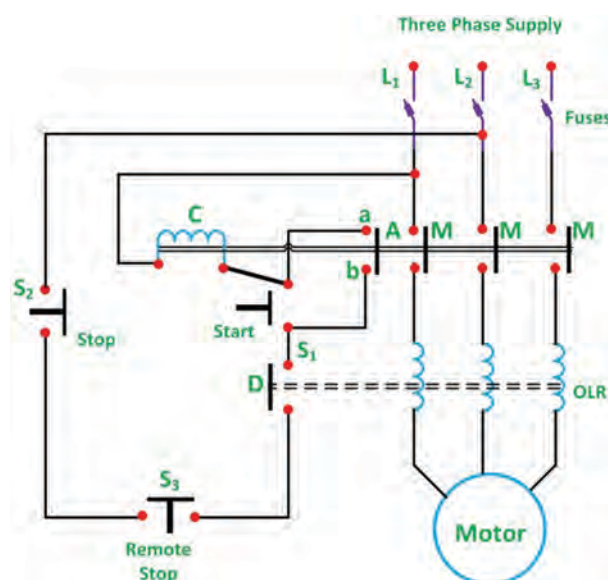 Three Phase Supply
L1 L2 L3
Fuses
C a A M M M
b
S2 Stop
Start S1
D OLR
S3
Remote
Stop
Motor